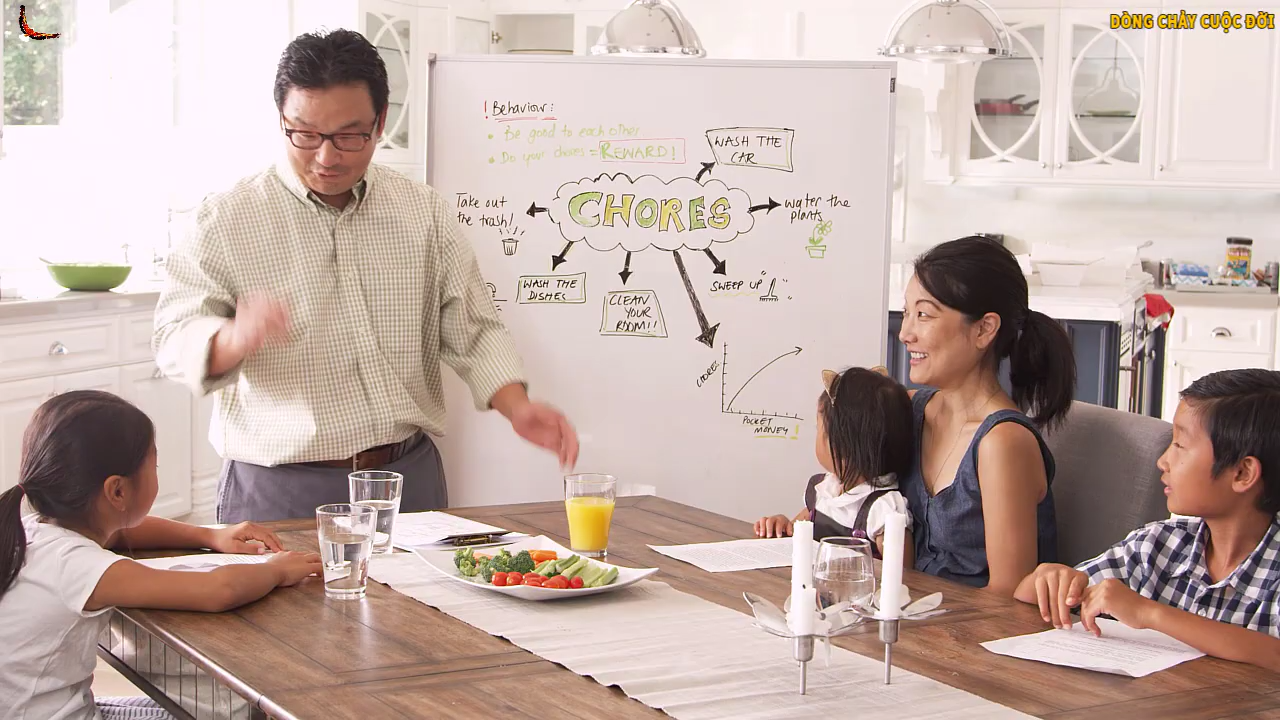 DÒNG CHẢY CUỘC ĐỜI
! Behaviour:
• Be good to each other
• Do your chores = REWARD!
WASH THE
CAR
Take out
the trash!
CHORES
water the
plants
WASH THE
DISHES
CLEAN
YOUR
ROOM!!
SWEEP UP
CHORES
POCKET
MONEY